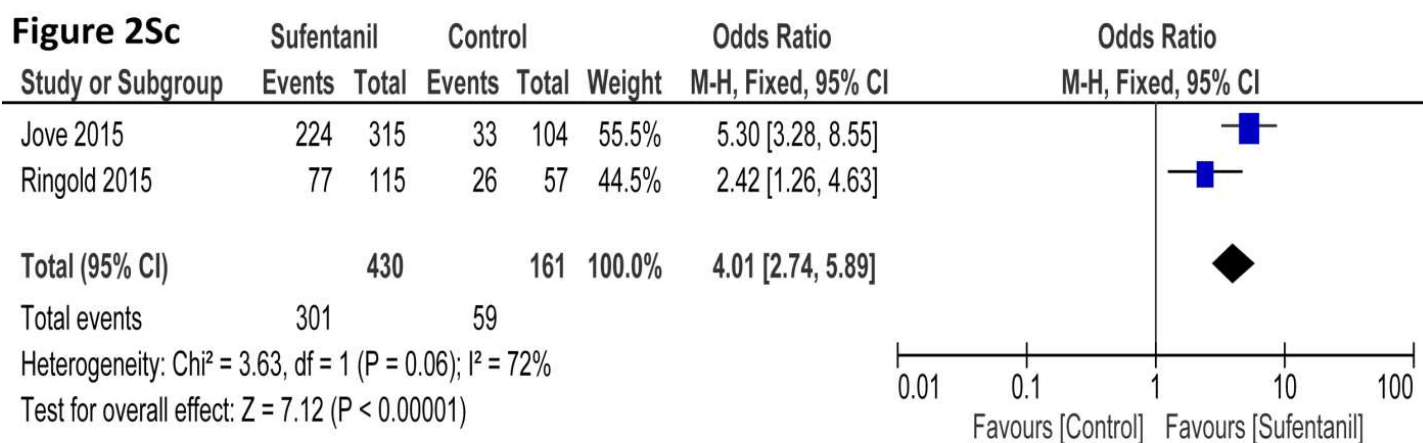 Figure 2Sc Sufentanil Control Odds Ratio Odds Ratio
Study or Subgroup Events Total Events Total Weight M-H, Fixed, 95% CI M-H, Fixed, 95% CI
Jove 2015 224 315 33 104 55.5% 5.30 [3.28, 8.55]
Ringold 2015 77 115 26 57 44.5% 2.42 [1.26, 4.63]
Total (95% CI) 430 161 100.0% 4.01 [2.74, 5.89]
Total events 301 59
Heterogeneity: Chi² = 3.63, df = 1 (P = 0.06); I² = 72%
Test for overall effect: Z = 7.12 (P < 0.00001)
0.01 0.1 1 10 100
Favours [Control] Favours [Sufentanil]